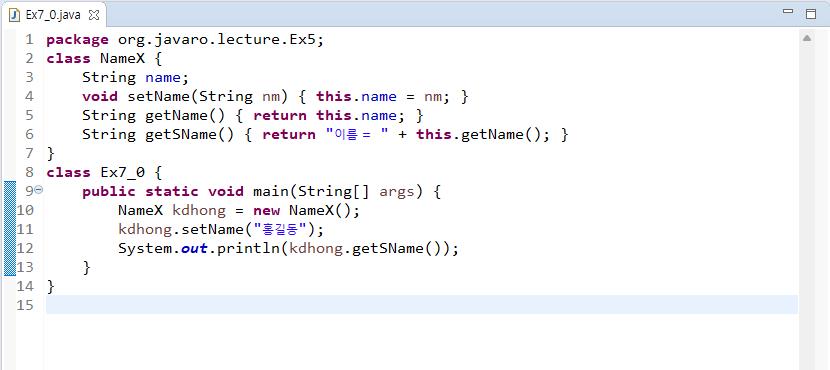 Ex7_0.java
1 package org.javaro.lecture.Ex5;
2 class NameX {
3     String name;
4     void setName(String nm) { this.name = nm; }
5     String getName() { return this.name; }
6     String getSName() { return "이름 = " + this.getName(); }
7 }
8 class Ex7_0 {
9     public static void main(String[] args) {
10         NameX kdhong = new NameX();
11         kdhong.setName("홍길동");
12         System.out.println(kdhong.getSName());
13     }
14 }
15